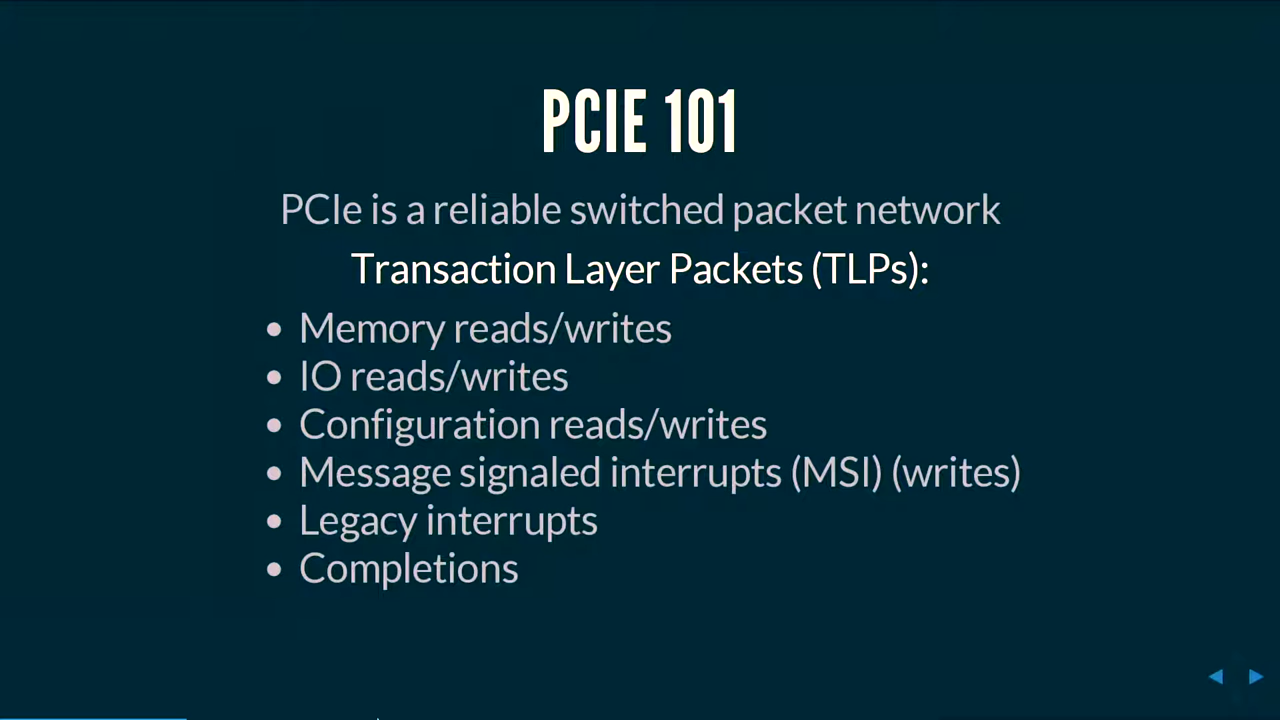 PCIE 101
PCIe is a reliable switched packet network
Transaction Layer Packets (TLPs):
• Memory reads/writes
• IO reads/writes
• Configuration reads/writes
• Message signaled interrupts (MSI) (writes)
• Legacy interrupts
• Completions